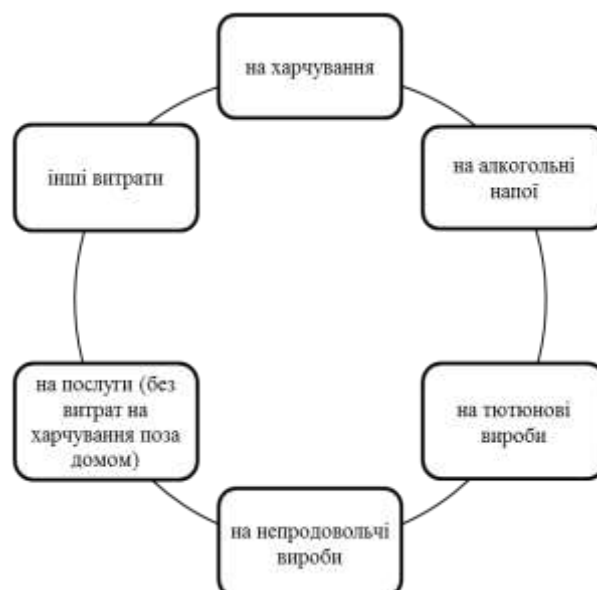 на харчування
на алкогольні
напої
на тютюнові
вироби
на непродовольчі
вироби
на послуги (без
витрат на
харчування поза
домом)
інші витрати